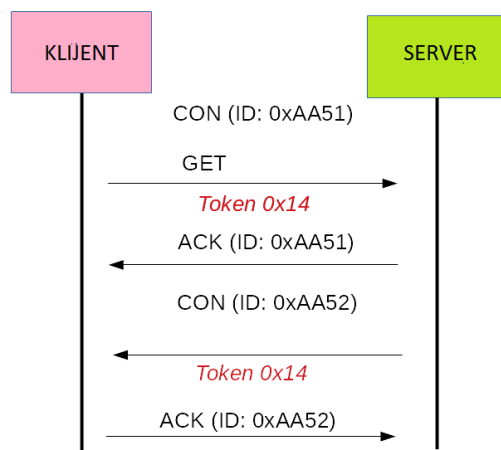 KLIJENT
SERVER
CON (ID: 0xAA51)
GET
Token 0x14
ACK (ID: 0xAA51)
CON (ID: 0xAA52)
Token 0x14
ACK (ID: 0xAA52)